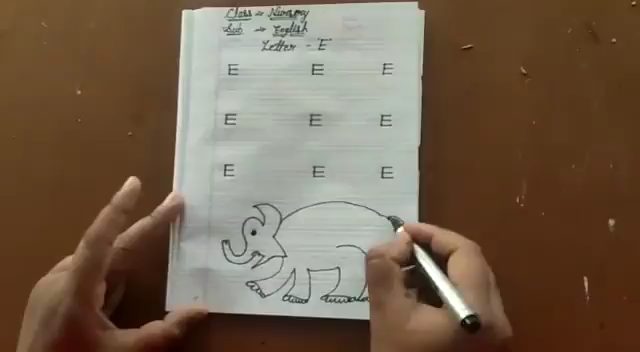 Class :- Nursery
Sub :- English
Letter - E
E E E
E E E
E E E